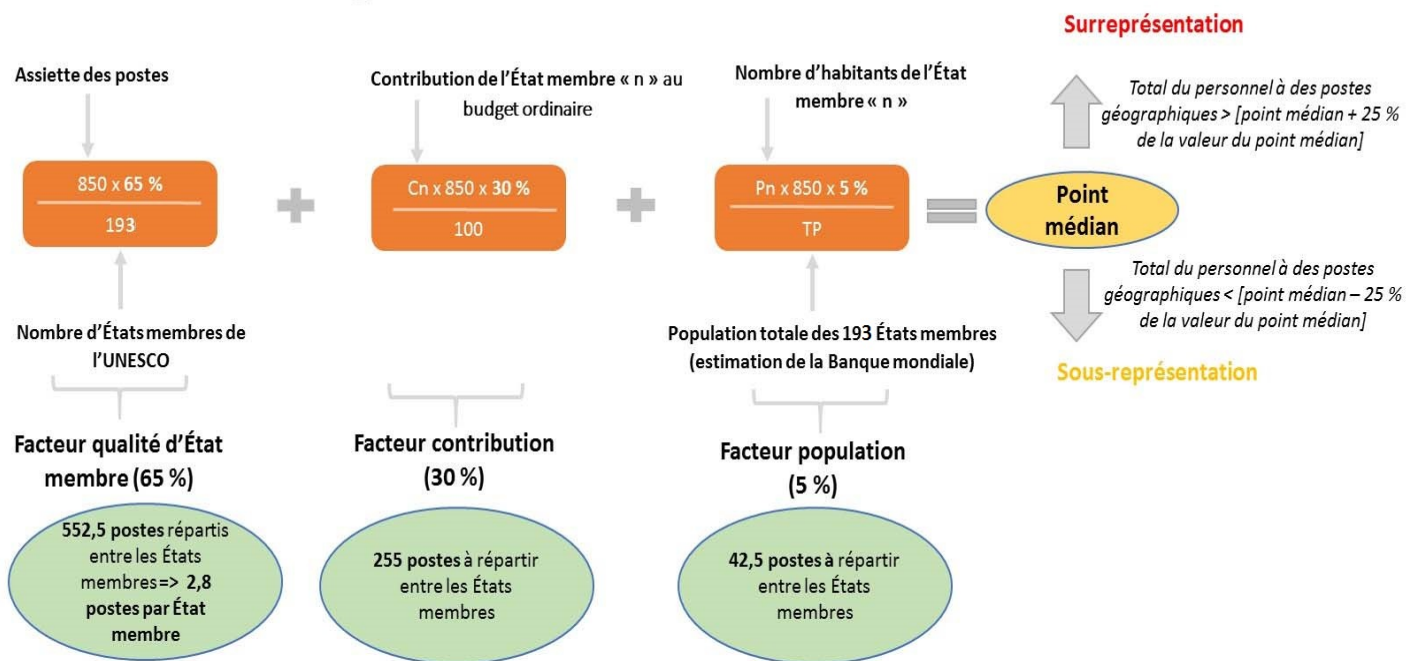 Surreprésentation
Assiette des postes
Contribution de l'État membre « n » au
budget ordinaire
Nombre d'habitants de l'État
membre « n »
Total du personnel à des postes
géographiques > [point médian + 25 %
de la valeur du point médian]
850 x 65 %
193
Cn x 850 x 30 %
100
Pn x 850 x 5 %
TP
Point
médian
Total du personnel à des postes
géographiques < [point médian – 25 %
de la valeur du point médian]
Nombre d'États membres de
l'UNESCO
Population totale des 193 États membres
(estimation de la Banque mondiale)
Sous-représentation
Facteur qualité d'État
membre (65 %)
Facteur contribution
(30 %)
Facteur population
(5 %)
552,5 postes répartis
entre les États
membres => 2,8
postes par État
membre
255 postes à répartir
entre les États
membres
42,5 postes à répartir
entre les États
membres